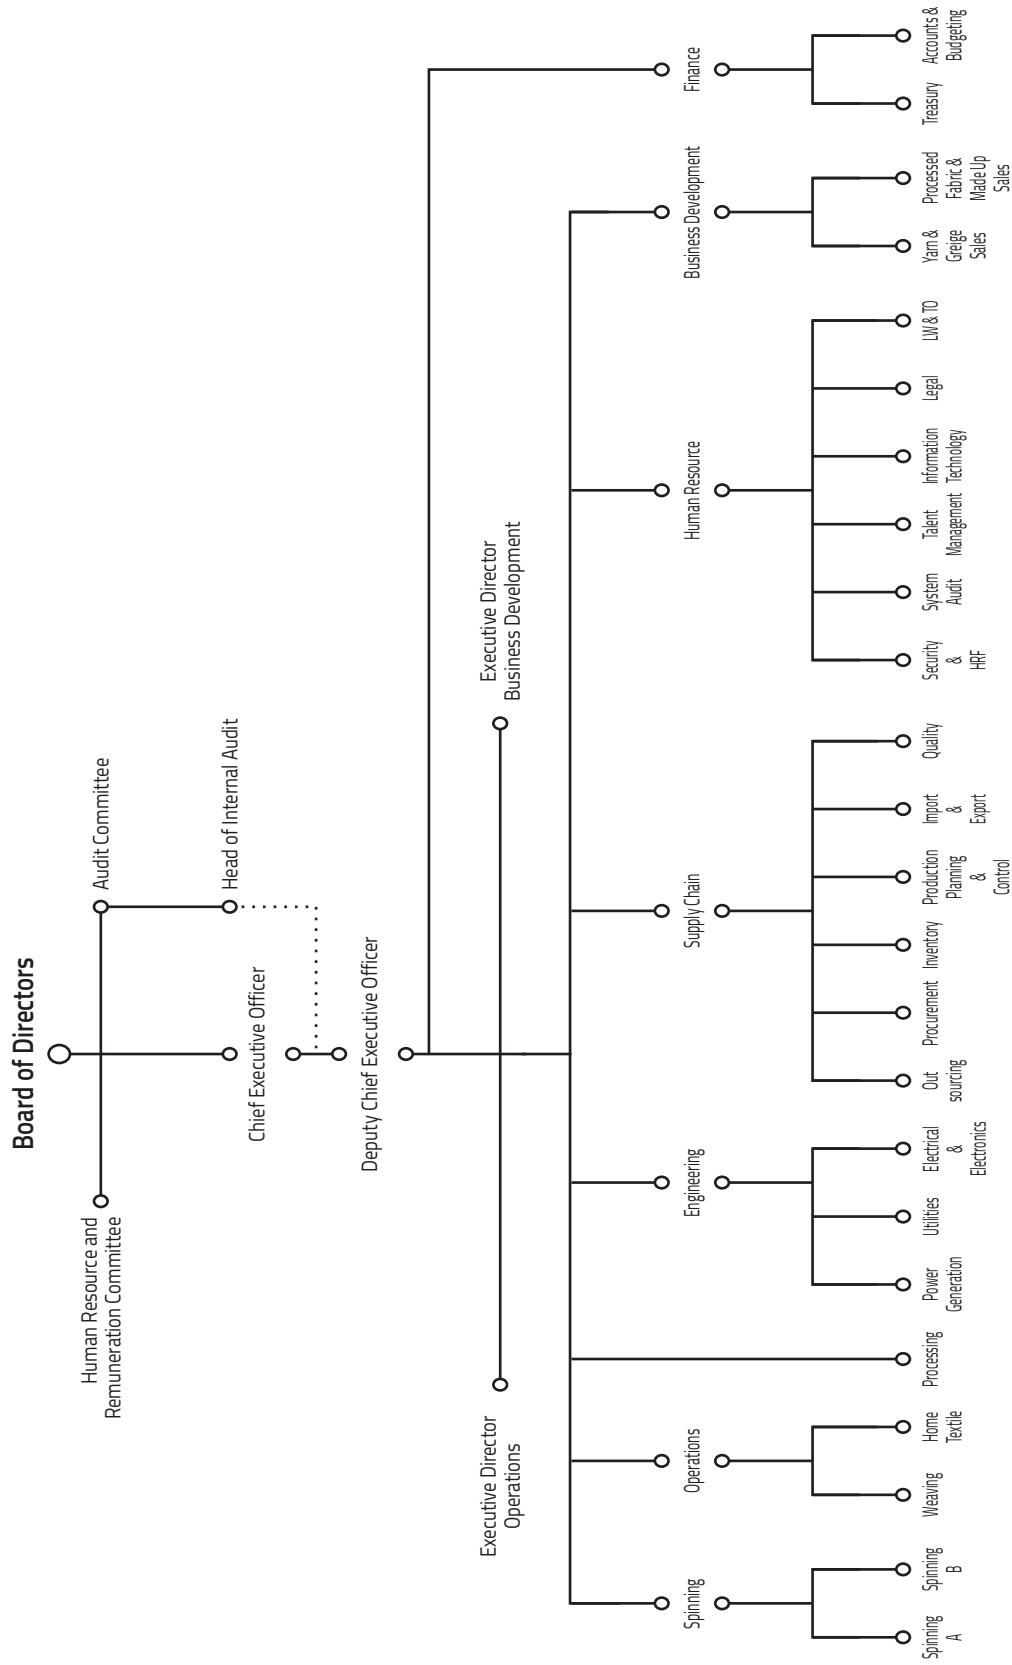 Board of Directors
Human Resource and
Remuneration Committee
Audit Committee
Chief Executive Officer
Head of Internal Audit
Deputy Chief Executive Officer
Executive Director
Operations
Executive Director
Business Development
Spinning
Operations
Engineering
Supply Chain
Human Resource
Business Development
Finance
Spinning
A
Spinning
B
Weaving
Home
Textile
Processing
Power
Generation
Utilities
Electrical
&
Electronics
Out
sourcing
Procurement
Inventory
Production
Planning
&
Control
Import
&
Export
Quality
Security
&
HRF
System
Audit
Talent
Management
Information
Technology
Legal
LW & TO
Yarn &
Greige
Sales
Processed
Fabric &
Made Up
Sales
Treasury
Accounts &
Budgeting